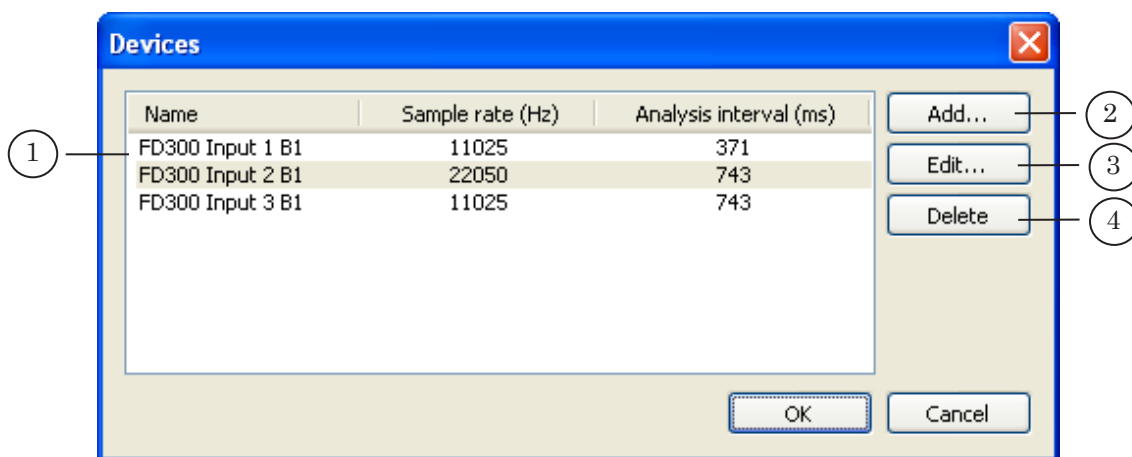 Devices
Name Sample rate (Hz) Analysis interval (ms) Add... 2
1 FD300 Input 1 B1 11025 371
FD300 Input 2 B1 22050 743 Edit... 3
FD300 Input 3 B1 11025 743 Delete 4
OK Cancel